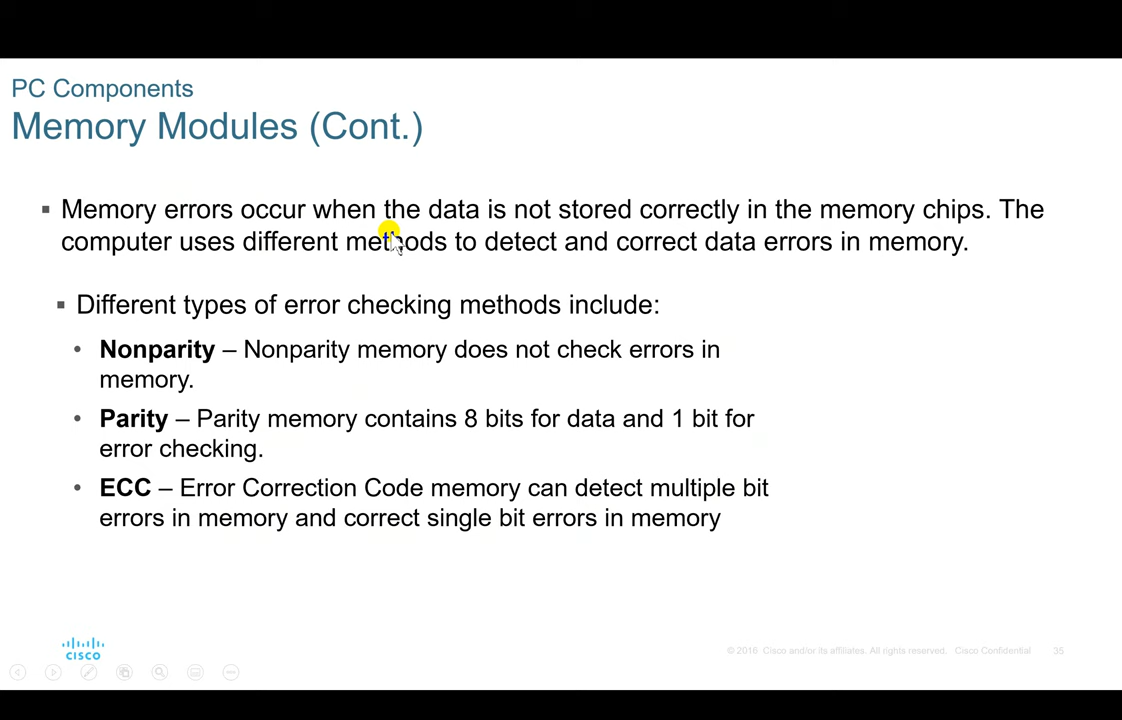 PC Components
Memory Modules (Cont.)
▪ Memory errors occur when the data is not stored correctly in the memory chips. The
computer uses different methods to detect and correct data errors in memory.
▪ Different types of error checking methods include:
• Nonparity – Nonparity memory does not check errors in
memory.
• Parity – Parity memory contains 8 bits for data and 1 bit for
error checking.
• ECC – Error Correction Code memory can detect multiple bit
errors in memory and correct single bit errors in memory
CISCO
© 2016 Cisco and/or its affiliates. All rights reserved. Cisco Confidential 35